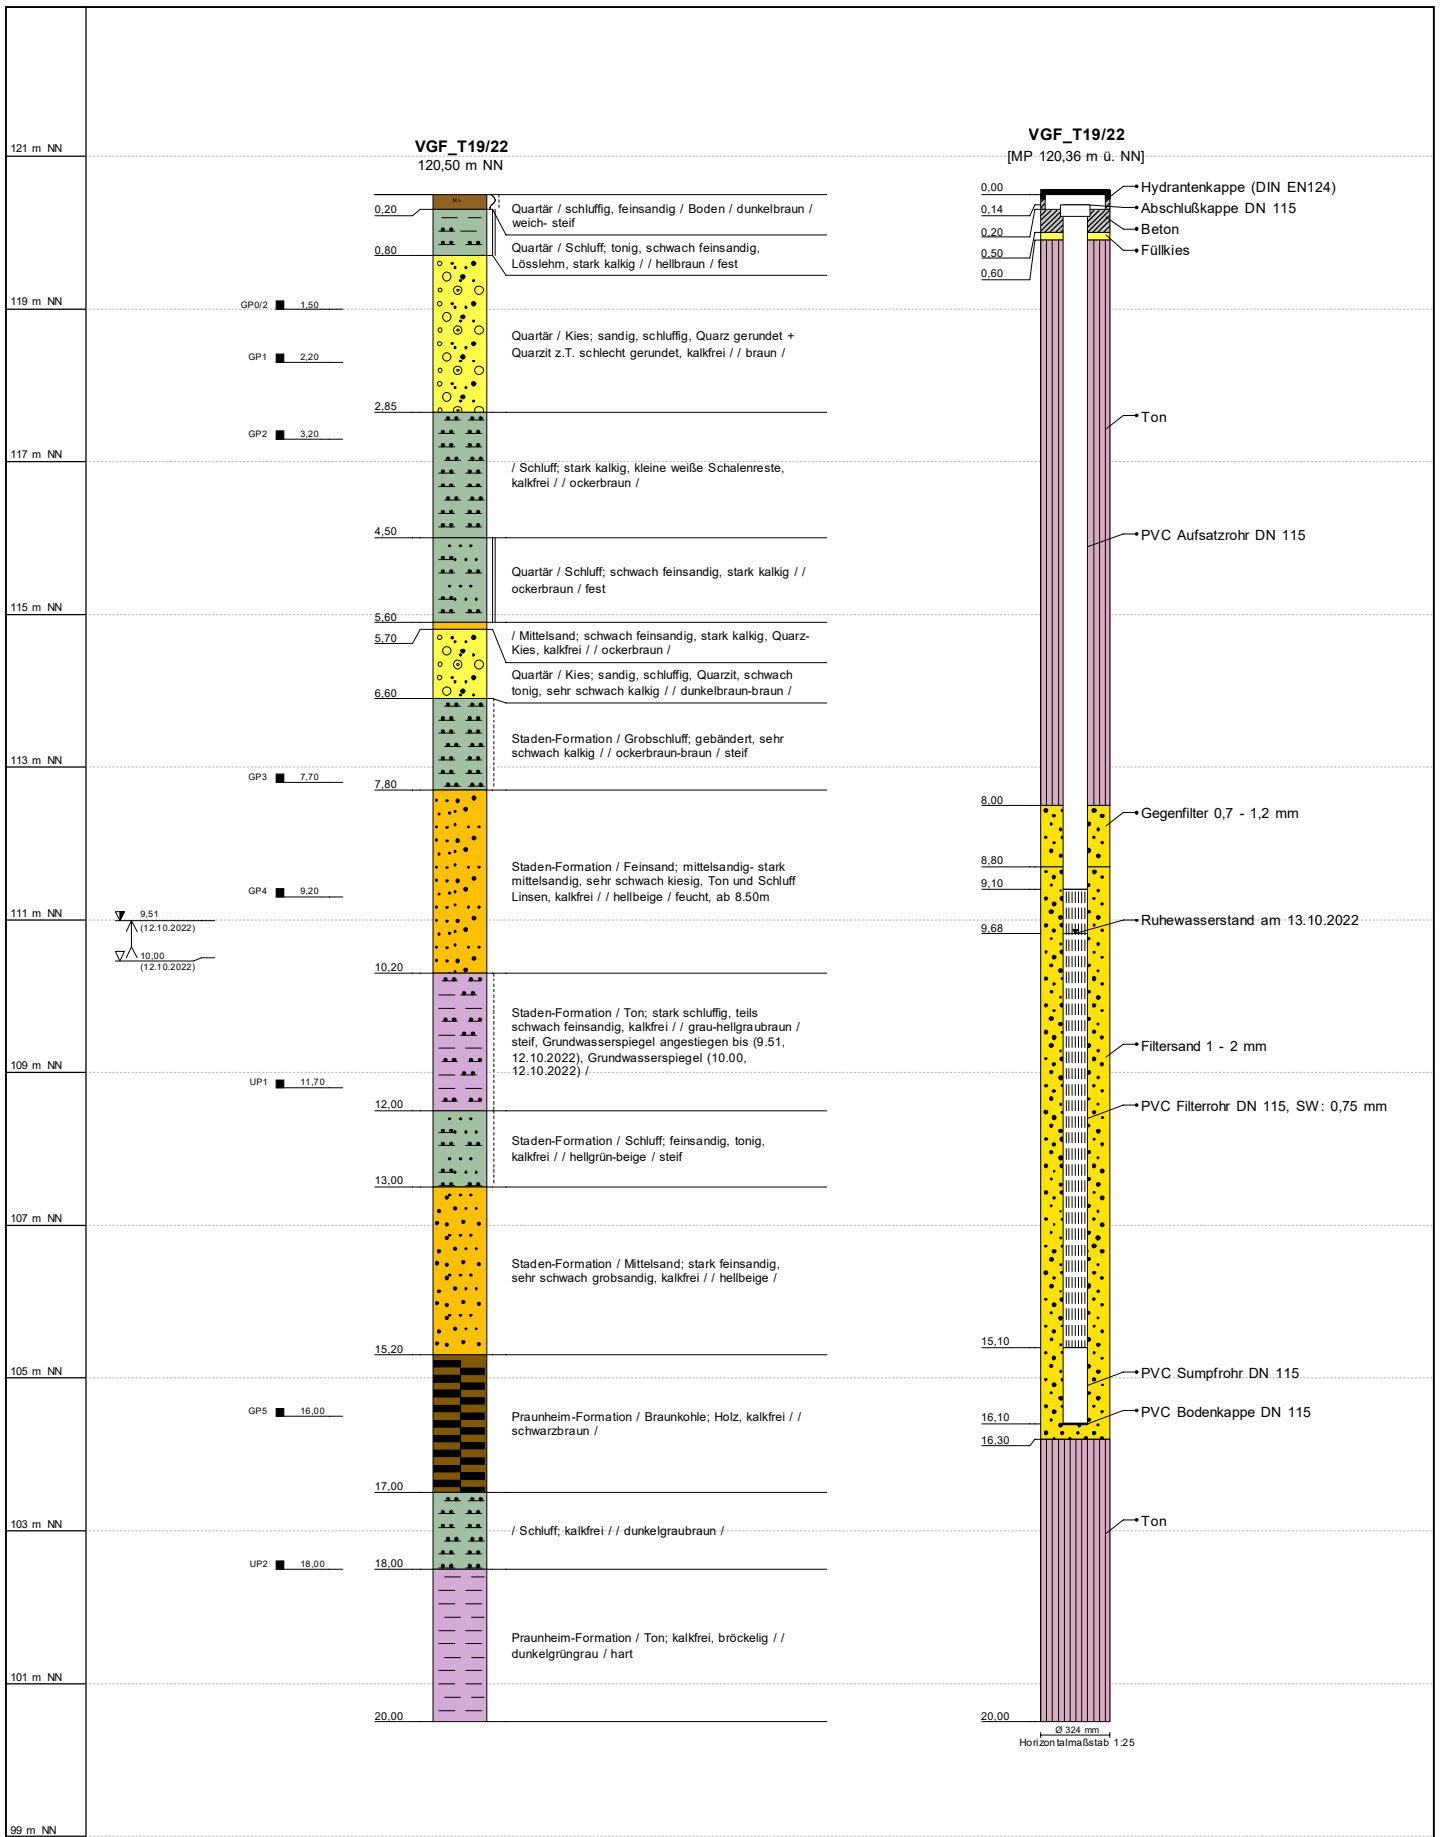 121 m NN
119 m NN
117 m NN
115 m NN
113 m NN
111 m NN
109 m NN
107 m NN
105 m NN
103 m NN
101 m NN
99 m NN
GP0/2 1,50
GP1 2,20
GP2 3,20
GP3 7,70
GP4 9,20
9,51
(12.10.2022)
10,00
(12.10.2022)
UP1 11,70
GP5 16,00
UP2 18,00
VGF_T19/22
120,50 m NN
Mu
0,20
Quartär / schluffig, feinsandig / Boden / dunkelbraun /
weich- steif
0,80
Quartär / Schluff; tonig, schwach feinsandig,
Lösslehm, stark kalkig / / hellbraun / fest
Quartär / Kies; sandig, schluffig, Quarz gerundet +
Quarzit z.T. schlecht gerundet, kalkfrei / / braun /
2,85
/ Schluff; stark kalkig, kleine weiße Schalenreste,
kalkfrei / / ockerbraun /
4,50
Quartär / Schluff; schwach feinsandig, stark kalkig / /
ockerbraun / fest
5,60
5,70
/ Mittelsand; schwach feinsandig, stark kalkig, Quarz-
Kies, kalkfrei / / ockerbraun /
Quartär / Kies; sandig, schluffig, Quarzit, schwach
tonig, sehr schwach kalkig / / dunkelbraun-braun /
6,60
Staden-Formation / Grobschluff; gebändert, sehr
schwach kalkig / / ockerbraun-braun / steif
7,80
Staden-Formation / Feinsand; mittelsandig- stark
mittelsandig, sehr schwach kiesig, Ton und Schluff
Linsen, kalkfrei / / hellbeige / feucht, ab 8.50m
10,20
Staden-Formation / Ton; stark schluffig, teils
schwach feinsandig, kalkfrei / / grau-hellgraubraun /
steif, Grundwasserspiegel angestiegen bis (9.51,
12.10.2022), Grundwasserspiegel (10.00,
12.10.2022) /
12,00
Staden-Formation / Schluff; feinsandig, tonig,
kalkfrei / / hellgrün-beige / steif
13,00
Staden-Formation / Mittelsand; stark feinsandig,
sehr schwach grobsandig, kalkfrei / / hellbeige /
15,20
Praunheim-Formation / Braunkohle; Holz, kalkfrei / /
schwarzbraun /
17,00
/ Schluff; kalkfrei / / dunkelgraubraun /
18,00
Praunheim-Formation / Ton; kalkfrei, bröckelig / /
dunkelgrüngrau / hart
20,00
VGF_T19/22
[MP 120,36 m ü. NN]
0,00
0,14
0,20
0,50
0,60
8,00
8,80
9,10
9,68
15,10
16,10
16,30
20,00
Hydrantenkappe (DIN EN124)
Abschlußkappe DN 115
Beton
Füllkies
Ton
PVC Aufsatzrohr DN 115
Gegenfilter 0,7 - 1,2 mm
Ruhewasserstand am 13.10.2022
Filtersand 1 - 2 mm
PVC Filterrohr DN 115, SW: 0,75 mm
PVC Sumpfrohr DN 115
PVC Bodenkappe DN 115
Ton
Ø 324 mm
Horizontalmaßstab 1:25